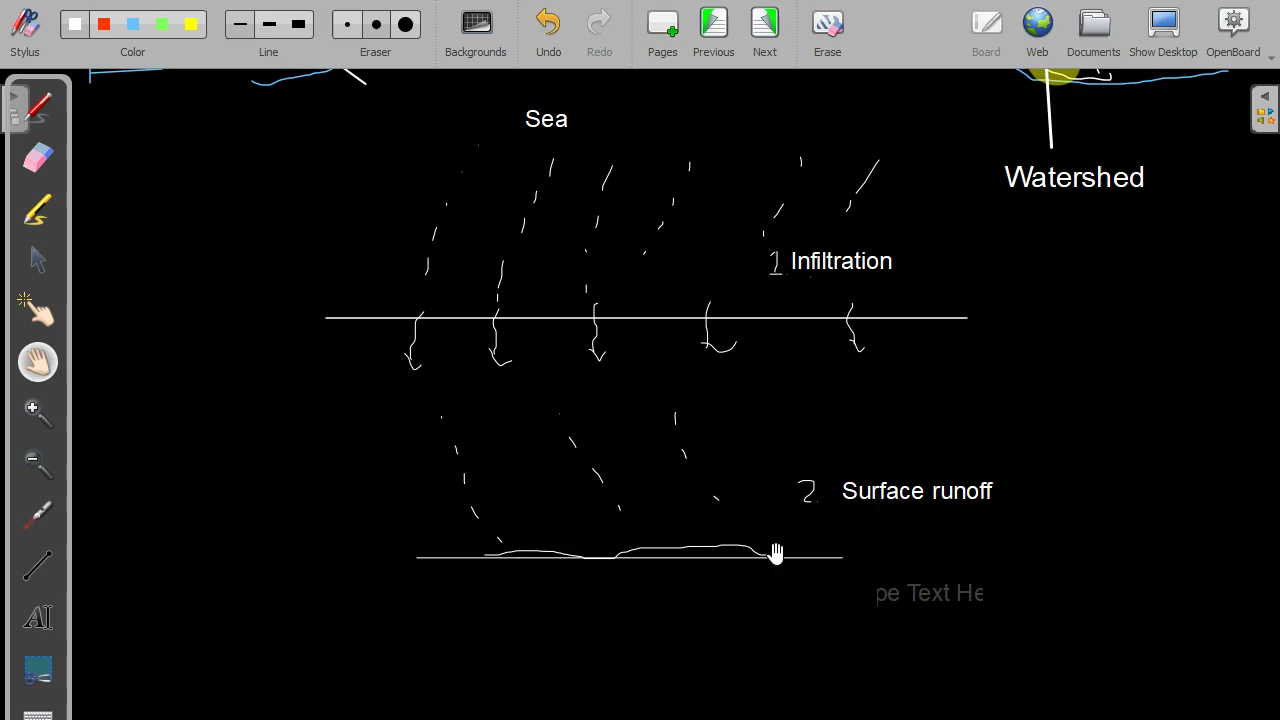 Stylus
Color
Line
Eraser
Backgrounds
Undo
Redo
Pages
Previous
Next
Erase
Board
Web
Documents
Show Desktop
OpenBoard
Sea
Watershed
1 Infiltration
2 Surface runoff
pe Text He